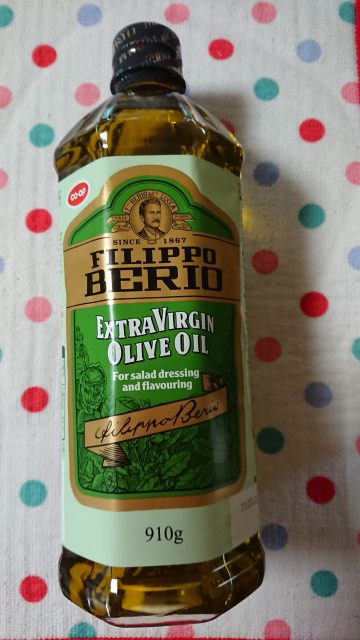 CO-OP
SINCE 1867
FILIPPO
BERIO
EXTRA VIRGIN
OLIVE OIL
For salad dressing
and flavouring
Filippo Berio
910g